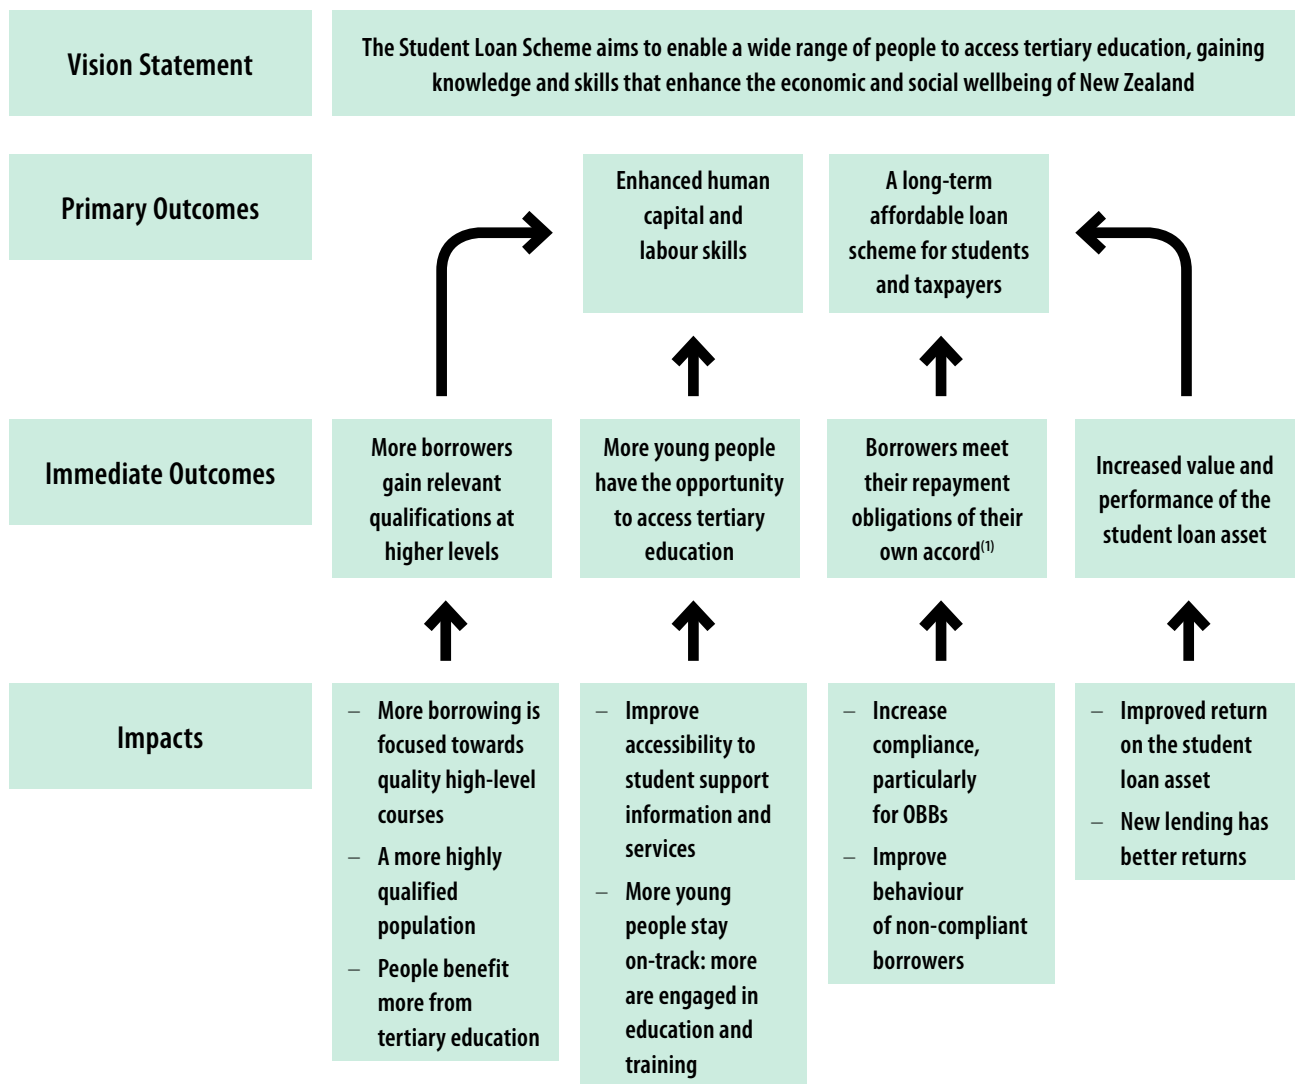 Vision Statement
The Student Loan Scheme aims to enable a wide range of people to access tertiary education, gaining
knowledge and skills that enhance the economic and social wellbeing of New Zealand
Primary Outcomes
Enhanced human
capital and
labour skills
A long-term
affordable loan
scheme for students
and taxpayers
Immediate Outcomes
More borrowers
gain relevant
qualifications at
higher levels
More young people
have the opportunity
to access tertiary
education
Borrowers meet
their repayment
obligations of their
own accord(1)
Increased value and
performance of the
student loan asset
Impacts
– More borrowing is
focused towards
quality high-level
courses
– A more highly
qualified
population
– People benefit
more from
tertiary education
– Improve
accessibility to
student support
information and
services
– More young
people stay
on-track: more
are engaged in
education and
training
– Increase
compliance,
particularly
for OBBs
– Improve
behaviour
of non-compliant
borrowers
– Improved return
on the student
loan asset
– New lending has
better returns